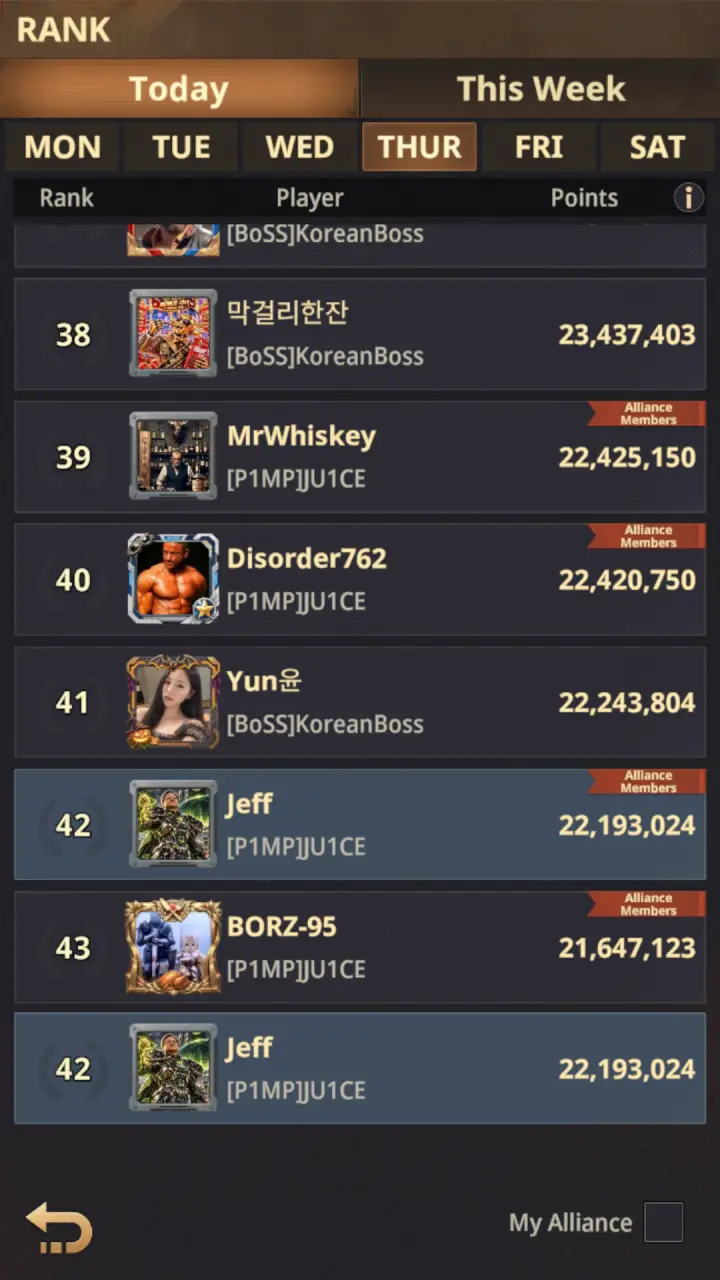 RANK
Today
This Week
MON
TUE
WED
THUR
FRI
SAT
Rank
Player
Points
i
[BoSS]KoreanBoss
38
막걸리한잔
[BoSS]KoreanBoss
23,437,403
Alliance
Members
39
MrWhiskey
[P1MP]JU1CE
22,425,150
Alliance
Members
40
Disorder762
[P1MP]JU1CE
22,420,750
41
Yun윤
[BoSS]KoreanBoss
22,243,804
Alliance
Members
42
Jeff
[P1MP]JU1CE
22,193,024
Alliance
Members
43
BORZ-95
[P1MP]JU1CE
21,647,123
42
Jeff
[P1MP]JU1CE
22,193,024
My Alliance